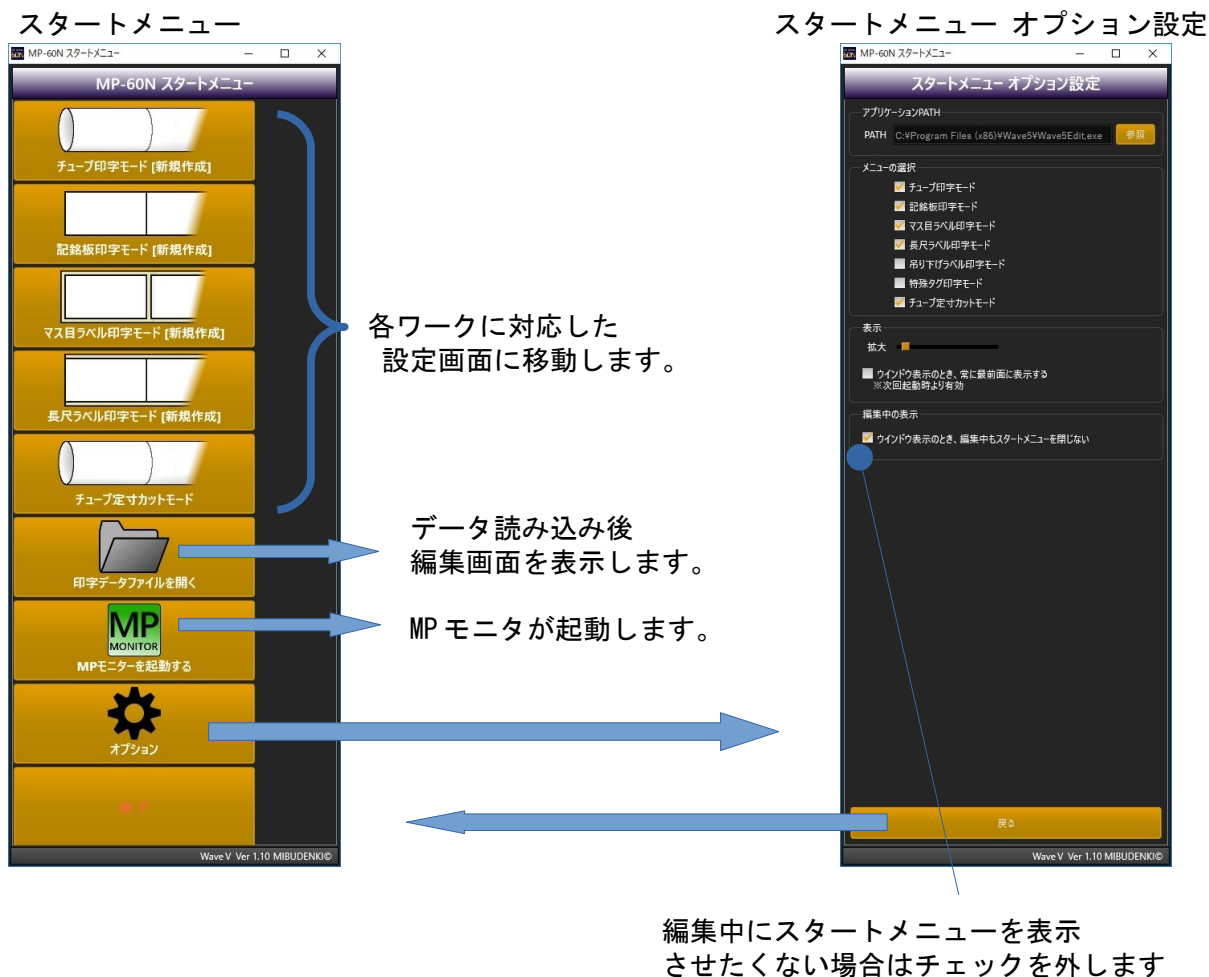 スタートメニュー
MP-60N スタートメニュー
MP-60N スタートメニュー
チューブ印字モード [新規作成]
記銘板印字モード [新規作成]
マス目ラベル印字モード [新規作成]
長尺ラベル印字モード [新規作成]
チューブ定寸カットモード
印字データファイルを開く
MP
MONITOR
MPモニターを起動する
オプション
終了
Wave V Ver 1.10 MIBUDENKI©
各ワークに対応した
設定画面に移動します。
データ読み込み後
編集画面を表示します。
MPモニタが起動します。
スタートメニュー オプション設定
MP-60N スタートメニュー
スタートメニュー オプション設定
アプリケーションPATH
PATH C:¥Program Files (x86)¥Wave5¥Wave5Edit.exe 参照
メニューの選択
チューブ印字モード
記銘板印字モード
マス目ラベル印字モード
長尺ラベル印字モード
吊り下げラベル印字モード
特殊タグ印字モード
チューブ定寸カットモード
表示
拡大
ウインドウ表示のとき、常に最前面に表示する
※次回起動時より有効
編集中の表示
ウインドウ表示のとき、編集中もスタートメニューを閉じない
戻る
Wave V Ver 1.10 MIBUDENKI©
編集中にスタートメニューを表示
させたくない場合はチェックを外します